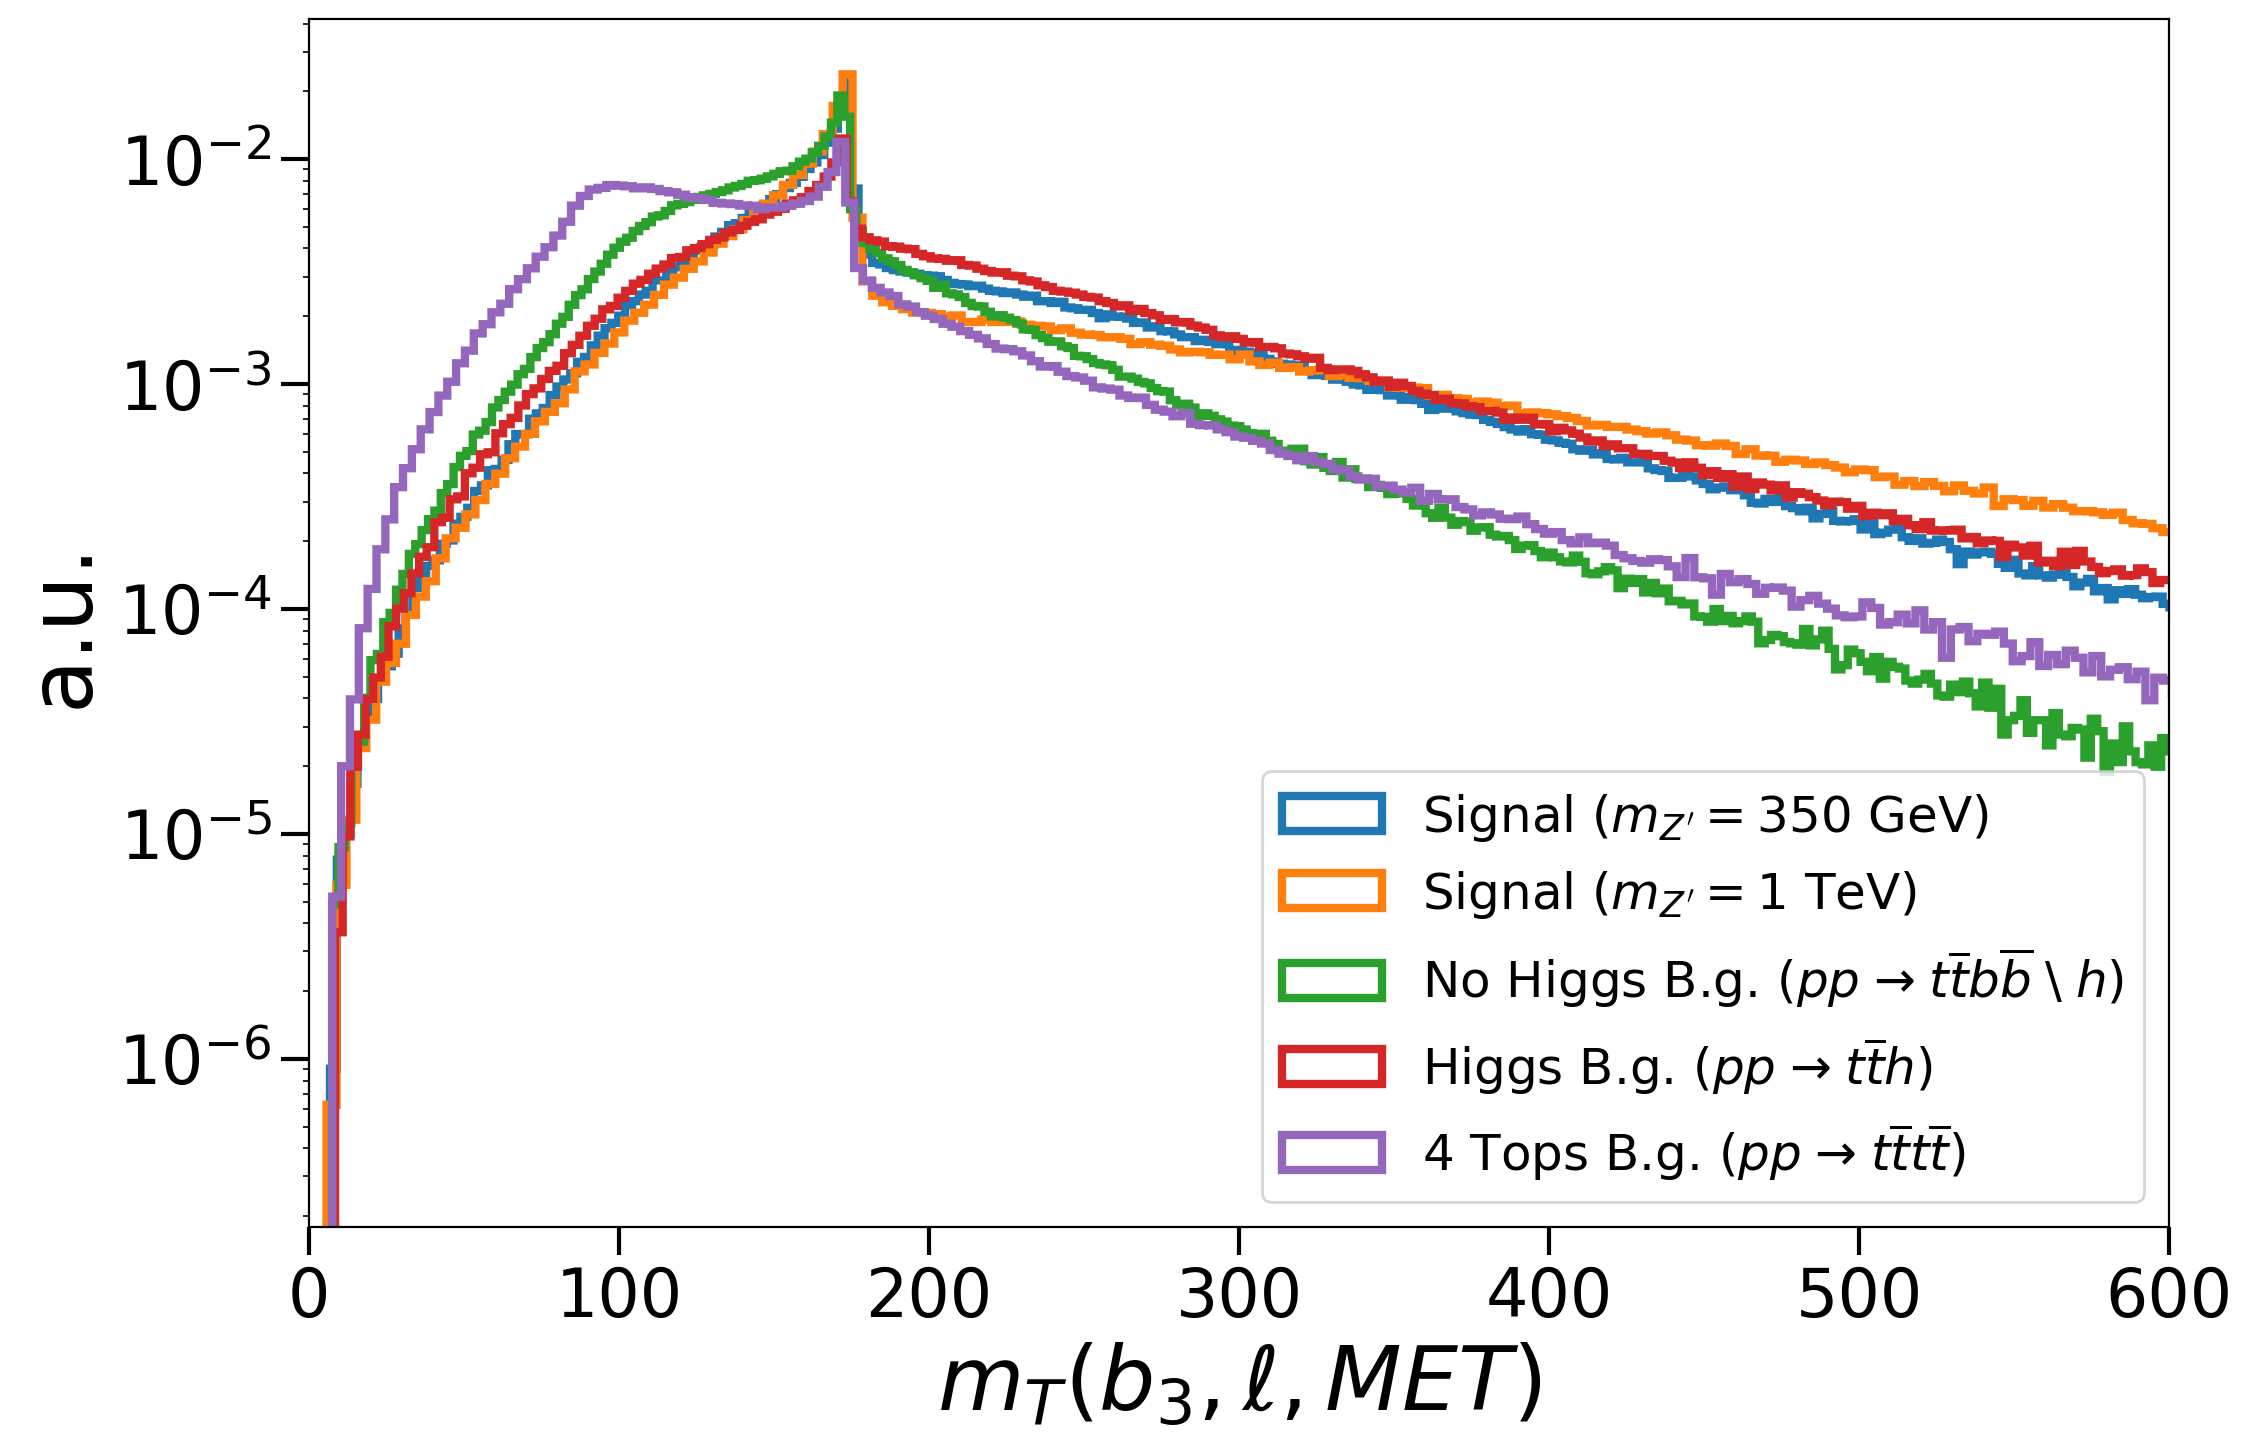 a.u.
10⁻²
10⁻³
10⁻⁴
10⁻⁵
10⁻⁶
Signal (m_{Z′} = 350 GeV)
Signal (m_{Z′} = 1 TeV)
No Higgs B.g. (pp → tt̅bb̅ \ h)
Higgs B.g. (pp → tt̅h)
4 Tops B.g. (pp → tt̅tt̅)
0 100 200 300 400 500 600
m_T(b₃, ℓ, MET)